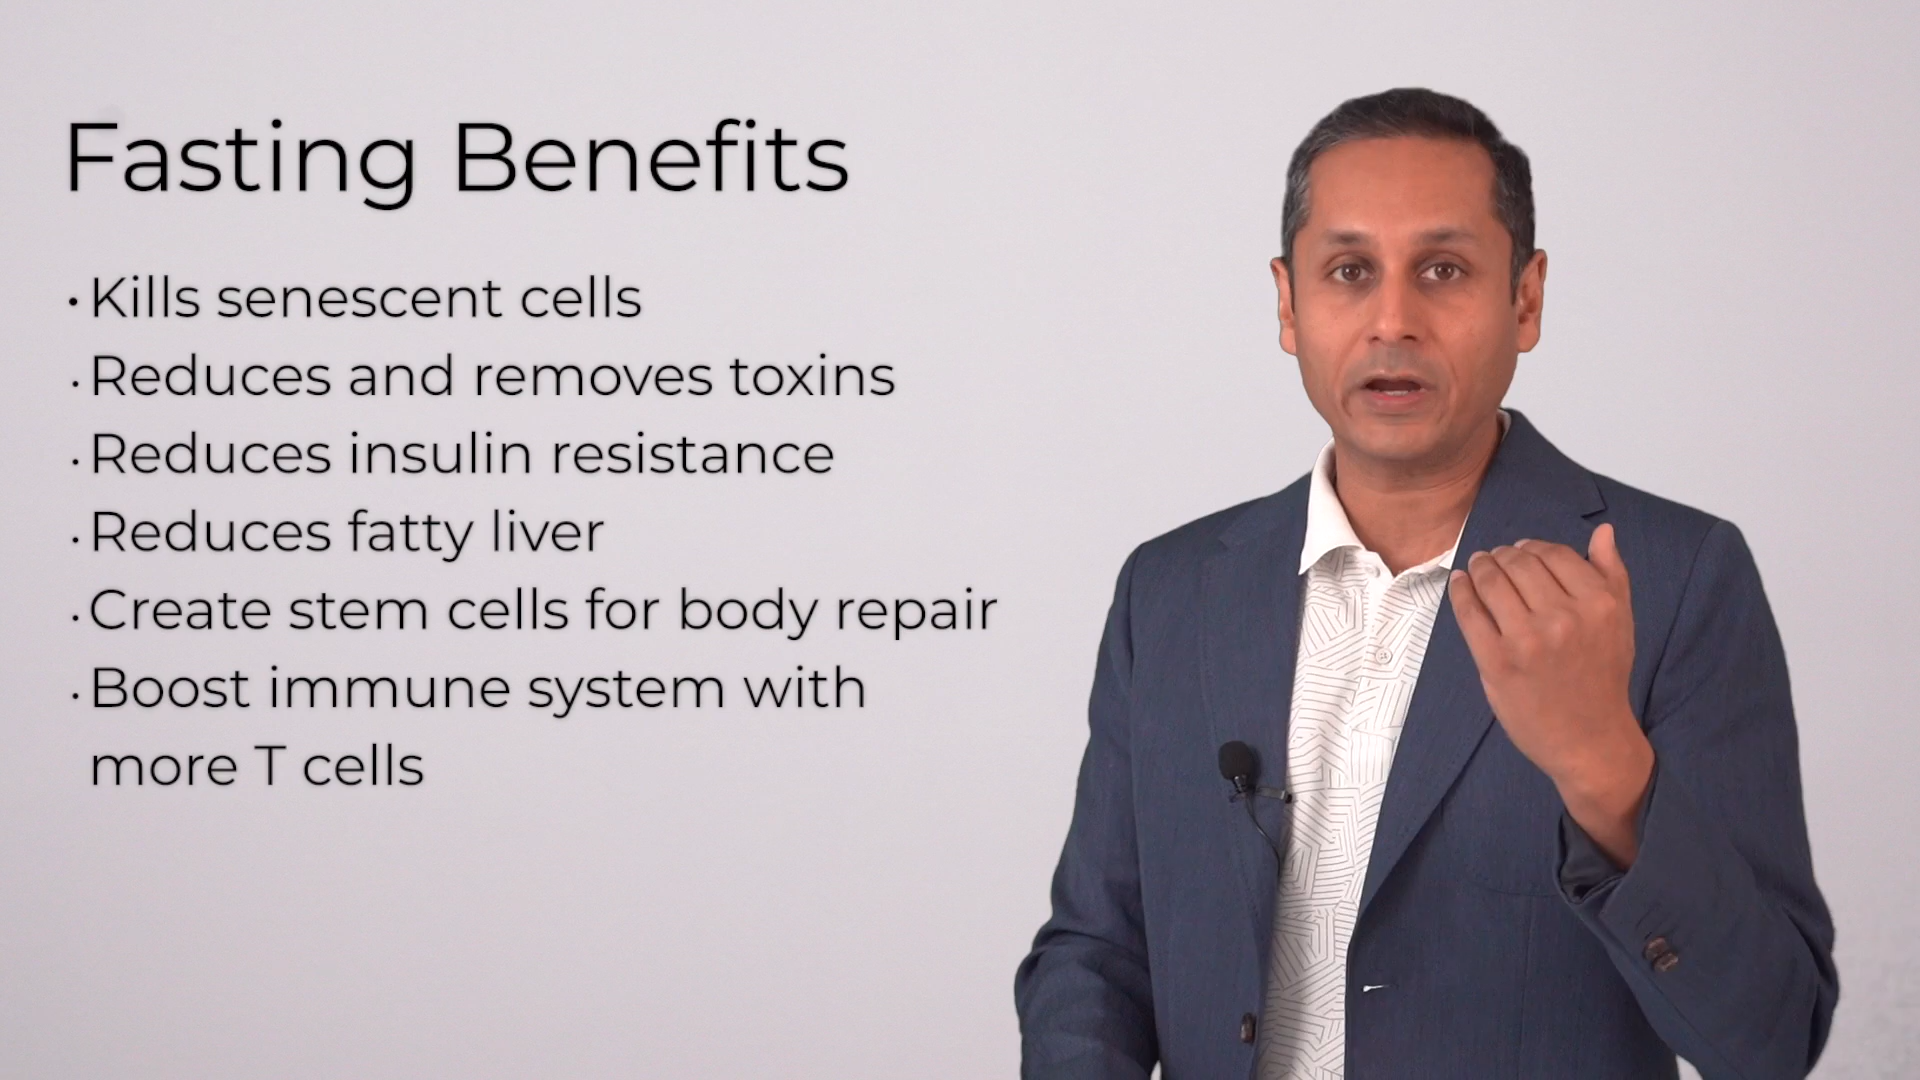 Fasting Benefits
· Kills senescent cells
· Reduces and removes toxins
· Reduces insulin resistance
· Reduces fatty liver
· Create stem cells for body repair
· Boost immune system with
more T cells